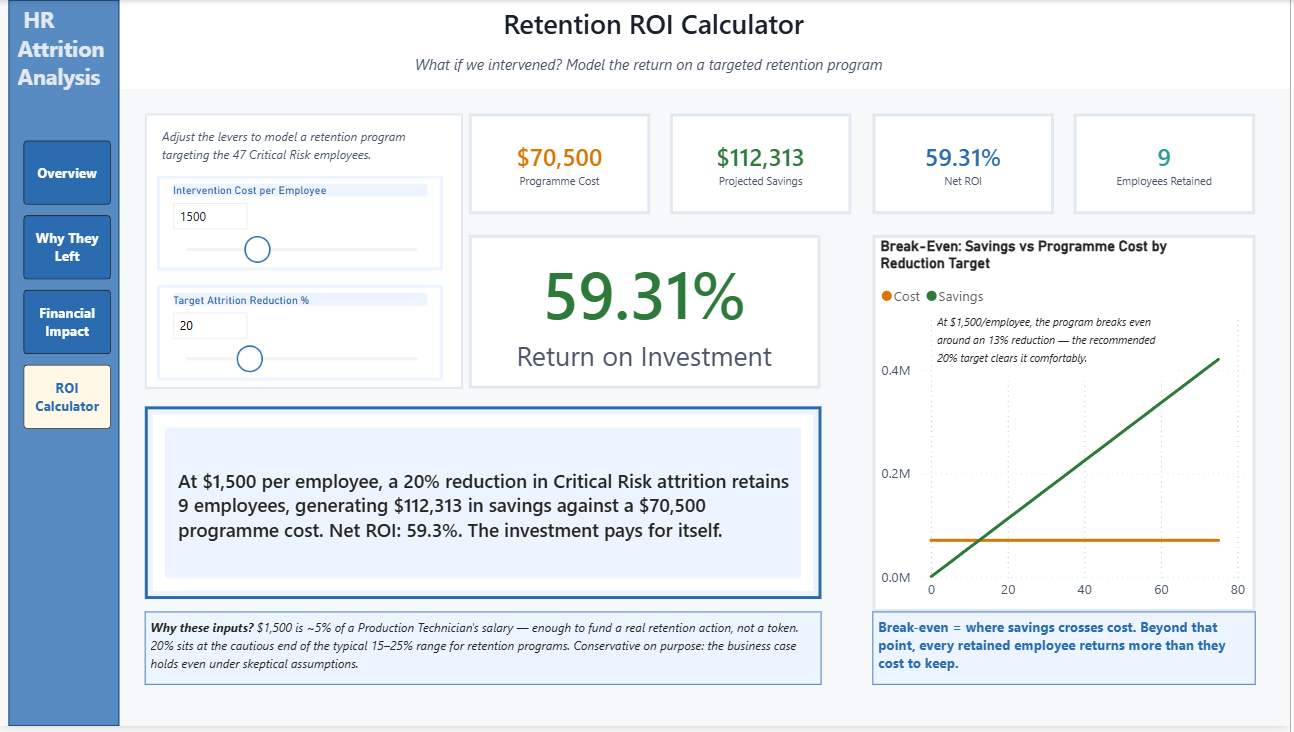 HR
Attrition
Analysis
Overview
Why They
Left
Financial
Impact
ROI
Calculator
Retention ROI Calculator
What if we intervened? Model the return on a targeted retention program
Adjust the levers to model a retention program
targeting the 47 Critical Risk employees.
Intervention Cost per Employee
1500
Target Attrition Reduction %
20
$70,500
Programme Cost
$112,313
Projected Savings
59.31%
Net ROI
9
Employees Retained
59.31%
Return on Investment
At $1,500 per employee, a 20% reduction in Critical Risk attrition retains
9 employees, generating $112,313 in savings against a $70,500
programme cost. Net ROI: 59.3%. The investment pays for itself.
Why these inputs? $1,500 is ~5% of a Production Technician's salary — enough to fund a real retention action, not a token.
20% sits at the cautious end of the typical 15–25% range for retention programs. Conservative on purpose: the business case
holds even under skeptical assumptions.
Break-Even: Savings vs Programme Cost by
Reduction Target
Cost Savings
At $1,500/employee, the program breaks even
around an 13% reduction — the recommended
20% target clears it comfortably.
0.4M
0.2M
0.0M
0 20 40 60 80
Break-even = where savings crosses cost. Beyond that
point, every retained employee returns more than they
cost to keep.